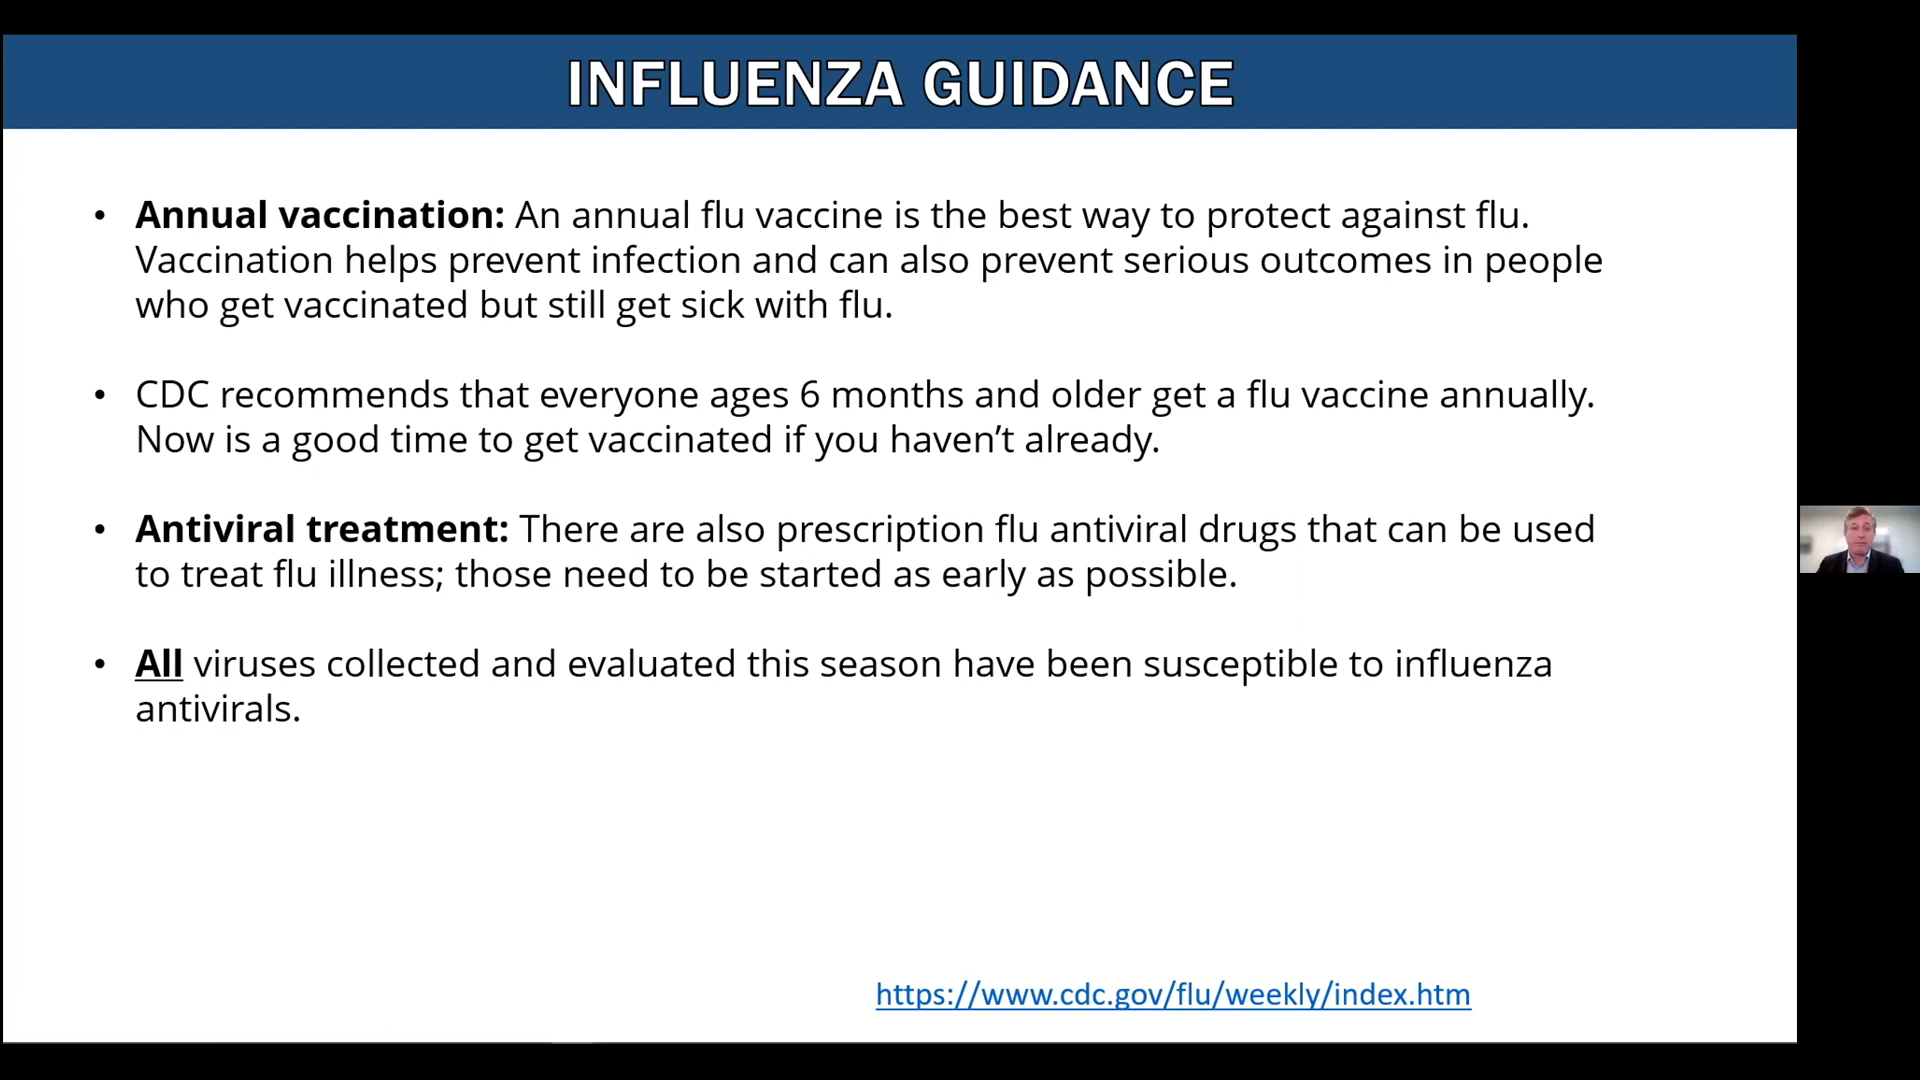 INFLUENZA GUIDANCE
• Annual vaccination: An annual flu vaccine is the best way to protect against flu.
Vaccination helps prevent infection and can also prevent serious outcomes in people
who get vaccinated but still get sick with flu.
• CDC recommends that everyone ages 6 months and older get a flu vaccine annually.
Now is a good time to get vaccinated if you haven’t already.
• Antiviral treatment: There are also prescription flu antiviral drugs that can be used
to treat flu illness; those need to be started as early as possible.
• All viruses collected and evaluated this season have been susceptible to influenza
antivirals.
https://www.cdc.gov/flu/weekly/index.htm